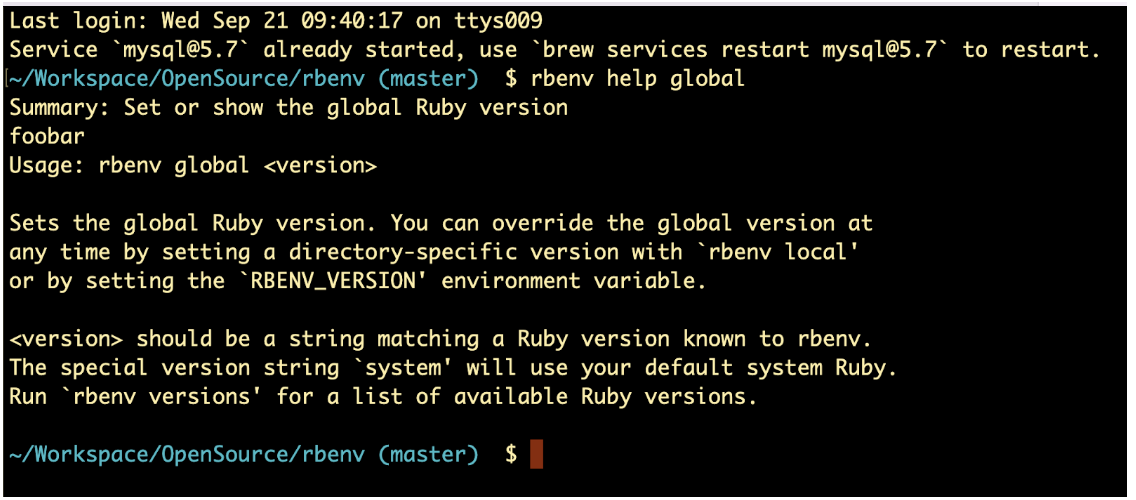 Last login: Wed Sep 21 09:40:17 on ttys009
Service `mysql@5.7` already started, use `brew services restart mysql@5.7` to restart.
~/Workspace/OpenSource/rbenv (master)  $ rbenv help global
Summary: Set or show the global Ruby version
foobar
Usage: rbenv global <version>

Sets the global Ruby version. You can override the global version at
any time by setting a directory-specific version with `rbenv local'
or by setting the `RBENV_VERSION' environment variable.

<version> should be a string matching a Ruby version known to rbenv.
The special version string `system' will use your default system Ruby.
Run `rbenv versions' for a list of available Ruby versions.

~/Workspace/OpenSource/rbenv (master)  $